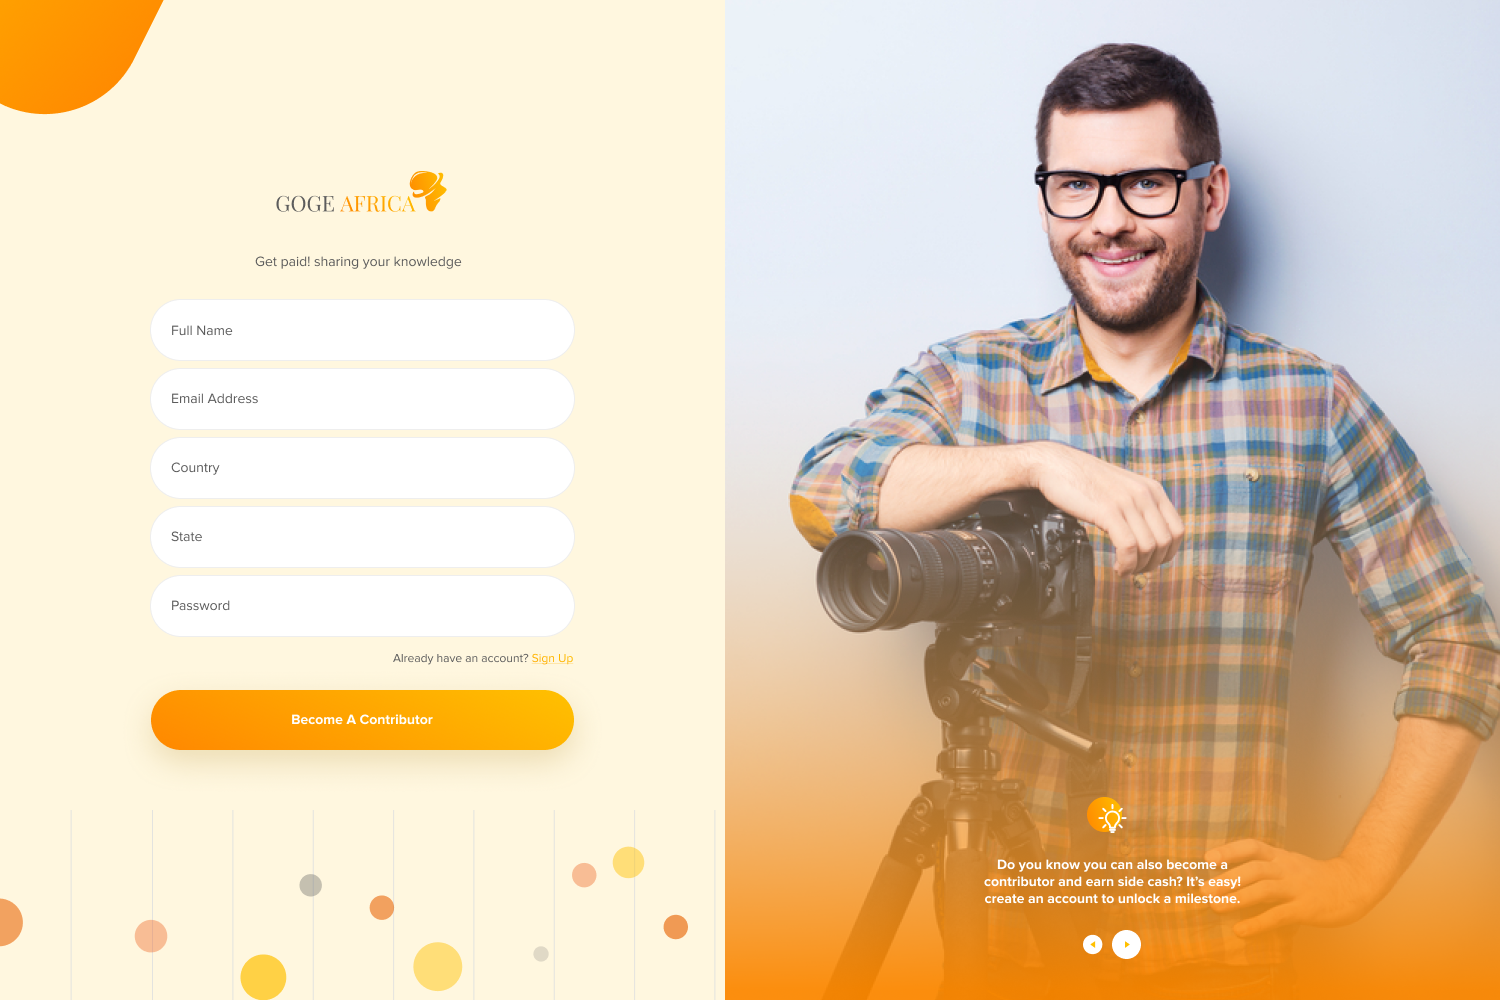 GOGE AFRICA
Get paid! sharing your knowledge
Full Name
Email Address
Country
State
Password
Already have an account? Sign Up
Become A Contributor
Do you know you can also become a
contributor and earn side cash? It's easy!
create an account to unlock a milestone.